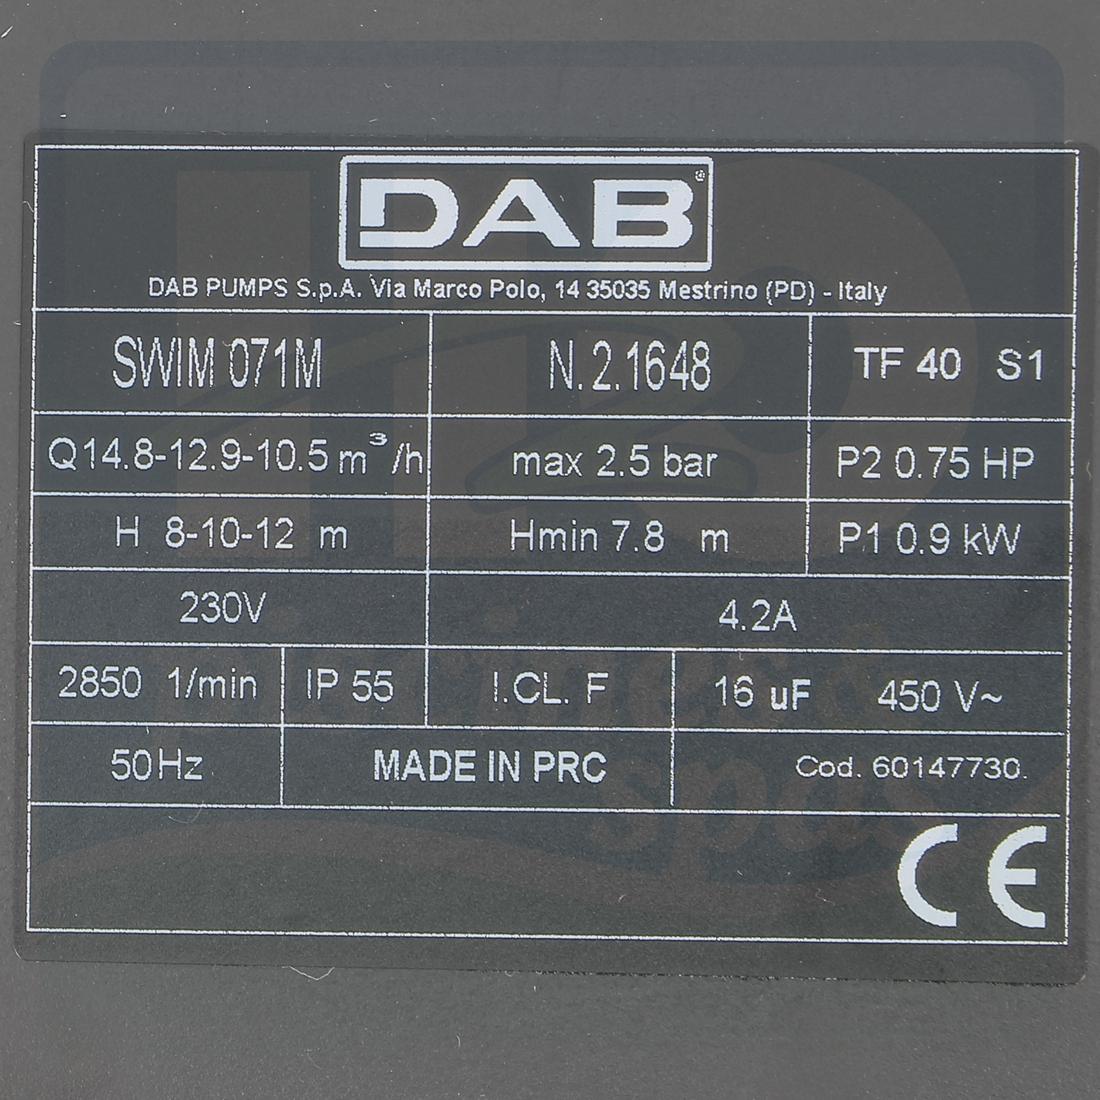 DAB®
DAB PUMPS S.p.A. Via Marco Polo, 14 35035 Mestrino (PD) - Italy
SWIM 071M N.2.1648 TF 40 S1
Q14.8-12.9-10.5 m³/h max 2.5 bar P2 0.75 HP
H 8-10-12 m Hmin 7.8 m P1 0.9 kW
230V 4.2A
2850 1/min IP 55 I.CL. F 16 uF 450 V~
50Hz MADE IN PRC Cod. 60147730.
CE
spas